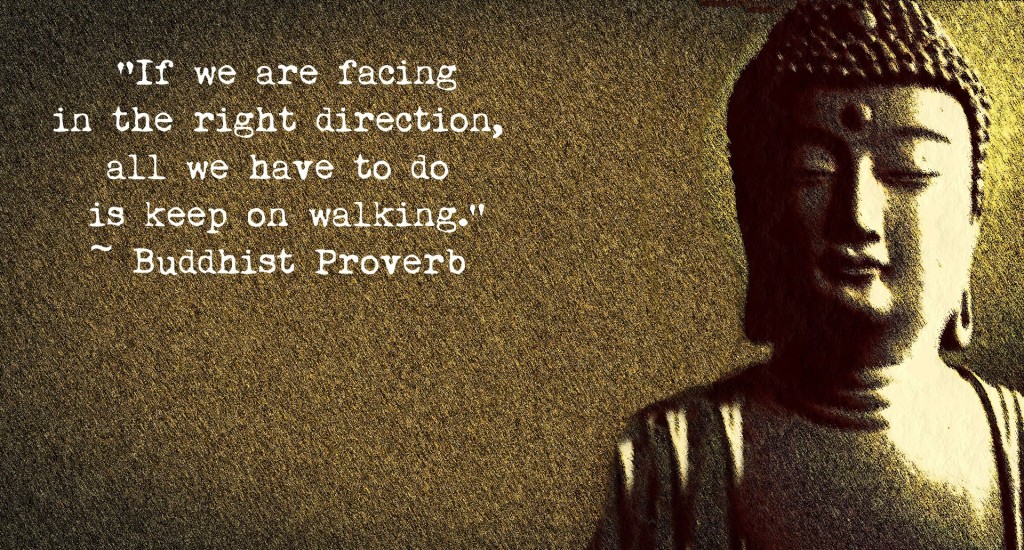 "If we are facing
in the right direction,
all we have to do
is keep on walking."
~ Buddhist Proverb